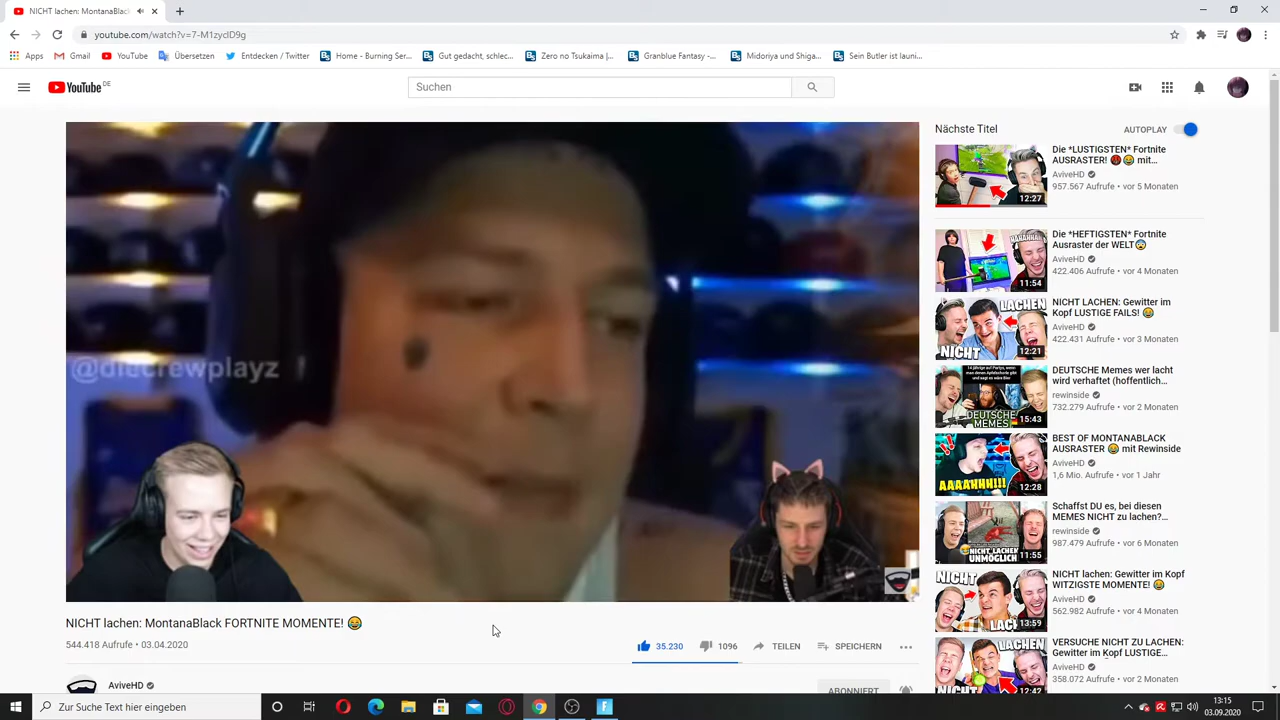 NICHT lachen: MontanaBlack
youtube.com/watch?v=7-M1zycID9g
Apps
Gmail
YouTube
Übersetzen
Entdecken / Twitter
Home - Burning Ser...
Gut gedacht, schlec...
Zero no Tsukaima |...
Granblue Fantasy -...
Midoriya und Shiga...
Sein Butler ist launi...
YouTube DE
Suchen
@diecrewplayz
NICHT lachen: MontanaBlack FORTNITE MOMENTE! 😂
544.418 Aufrufe • 03.04.2020
35.230
1096
TEILEN
SPEICHERN
AviveHD
ABONNIERT
Nächste Titel
AUTOPLAY
12:27
Die *LUSTIGSTEN* Fortnite
AUSRASTER! 🤬😂 mit...
AviveHD
957.567 Aufrufe • vor 5 Monaten
11:54
Die *HEFTIGSTEN* Fortnite
Ausraster der WELT😨
AviveHD
422.406 Aufrufe • vor 4 Monaten
LACHEN
NICHT
12:21
NICHT LACHEN: Gewitter im
Kopf LUSTIGE FAILS! 😂
AviveHD
422.431 Aufrufe • vor 3 Monaten
DEUTSCHE
MEMES
15:43
DEUTSCHE Memes wer lacht
wird verhaftet (hoffentlich...
rewinside
732.279 Aufrufe • vor 2 Monaten
AAAAHHH!!!
12:28
BEST OF MONTANABLACK
AUSRASTER 😂 mit Rewinside
AviveHD
1,6 Mio. Aufrufe • vor 1 Jahr
NICHT LACHEN
UNMÖGLICH
11:55
Schaffst DU es, bei diesen
MEMES NICHT zu lachen?...
rewinside
987.479 Aufrufe • vor 6 Monaten
NICHT
13:59
NICHT lachen: Gewitter im Kopf
WITZIGSTE MOMENTE! 😂
AviveHD
562.982 Aufrufe • vor 4 Monaten
LACHEN
12:42
VERSUCHE NICHT ZU LACHEN:
Gewitter im Kopf LUSTIGE...
AviveHD
358.072 Aufrufe • vor 2 Monaten
Zur Suche Text hier eingeben
13:15
03.09.2020